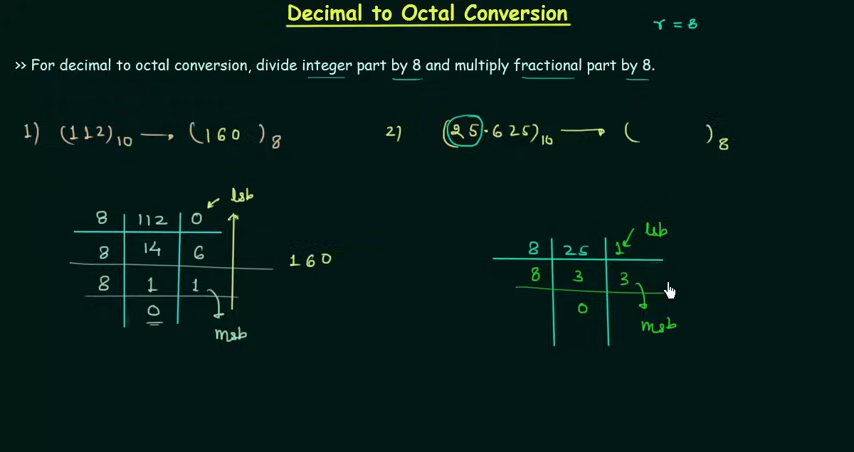 Decimal to Octal Conversion
r = 8
>> For decimal to octal conversion, divide integer part by 8 and multiply fractional part by 8.
1) (112)10 → (160)8
2) (25.625)10 → ( )8
lsb
8 112 0
8 14 6
8 1 1
0
msb
160
lsb
8 25 1
8 3 3
0
msb